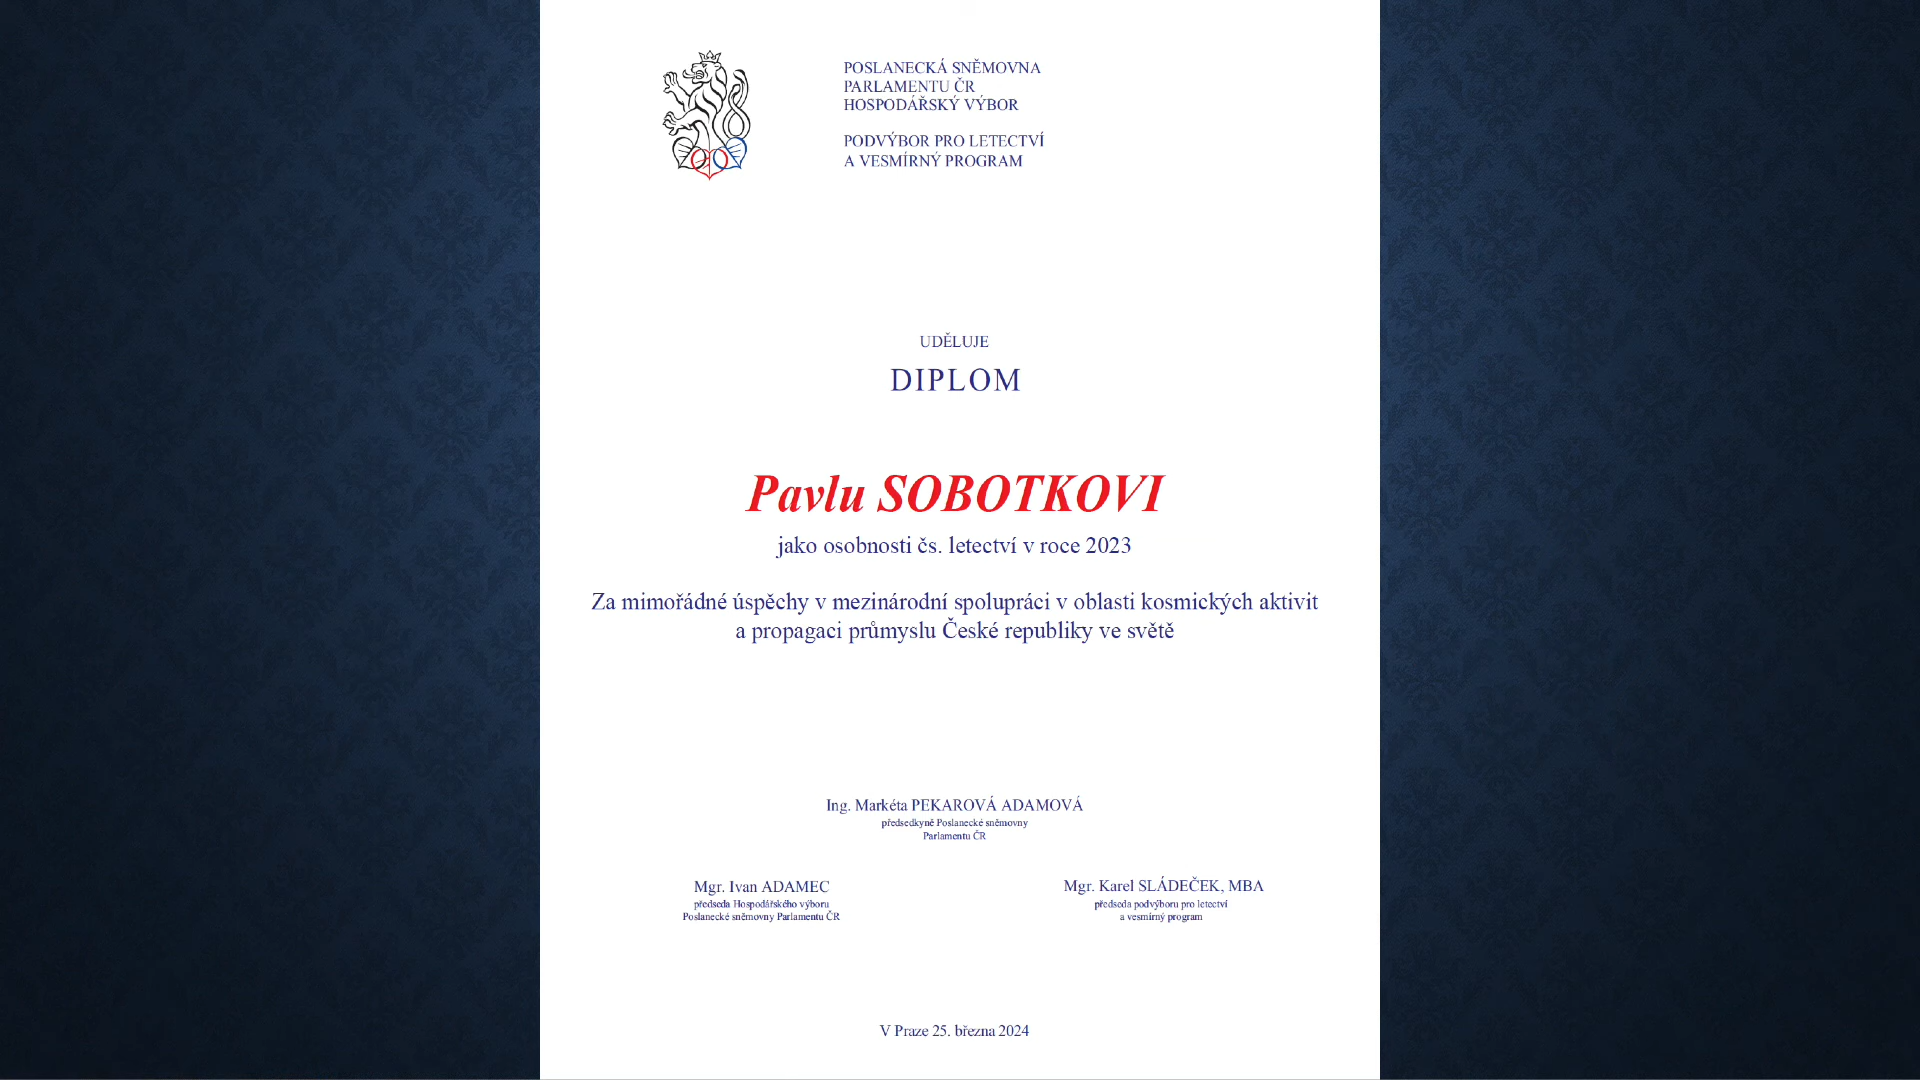 POSLANECKÁ SNĚMOVNA
PARLAMENTU ČR
HOSPODÁŘSKÝ VÝBOR
PODVÝBOR PRO LETECTVÍ
A VESMÍRNÝ PROGRAM
UDĚLUJE
DIPLOM
Pavlu SOBOTKOVI
jako osobnosti čs. letectví v roce 2023
Za mimořádné úspěchy v mezinárodní spolupráci v oblasti kosmických aktivit
a propagaci průmyslu České republiky ve světě
Ing. Markéta PEKAROVÁ ADAMOVÁ
předsedkyně Poslanecké sněmovny
Parlamentu ČR
Mgr. Ivan ADAMEC
předseda Hospodářského výboru
Poslanecké sněmovny Parlamentu ČR
Mgr. Karel SLÁDEČEK, MBA
předseda podvýboru pro letectví
a vesmírný program
V Praze 25. března 2024